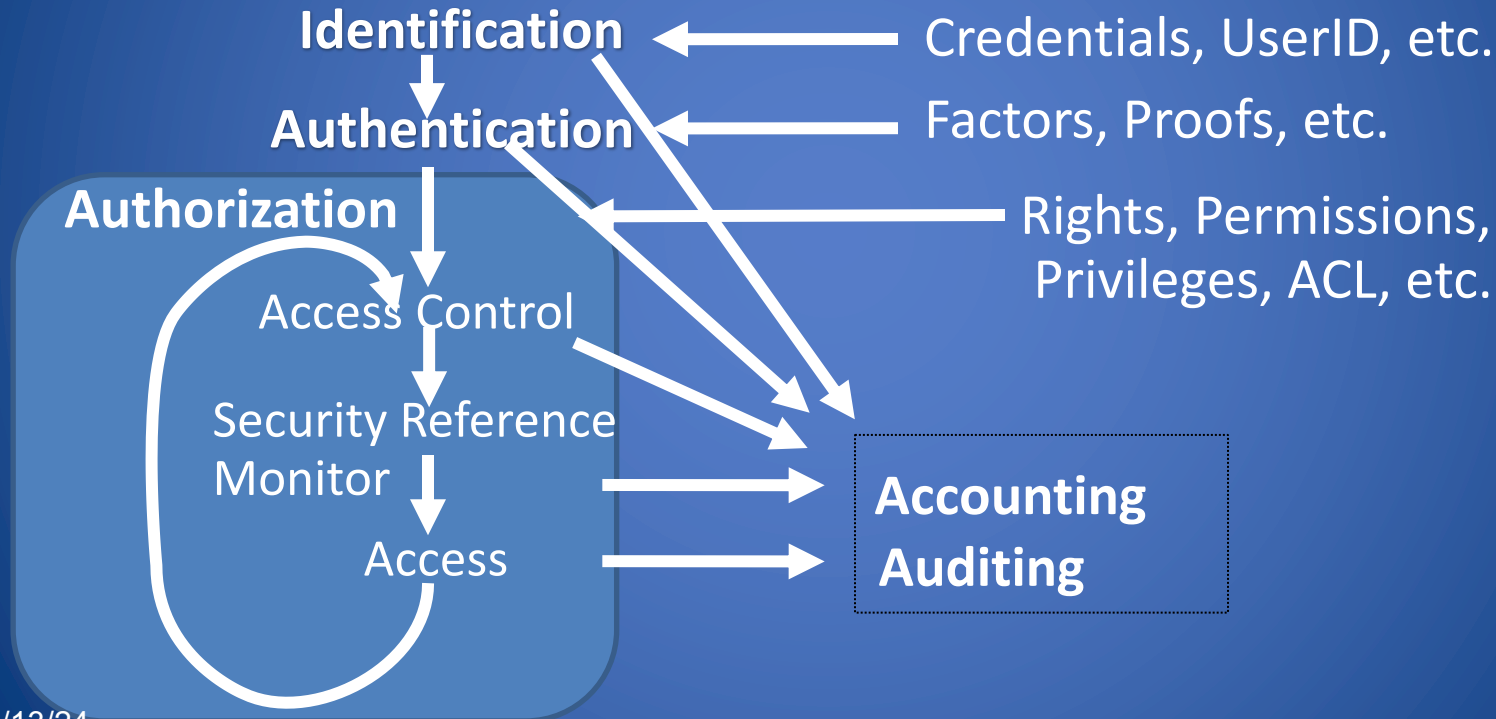 Identification
Credentials, UserID, etc.
Authentication
Factors, Proofs, etc.
Authorization
Rights, Permissions,
Privileges, ACL, etc.
Access Control
Security Reference
Monitor
Access
Accounting
Auditing